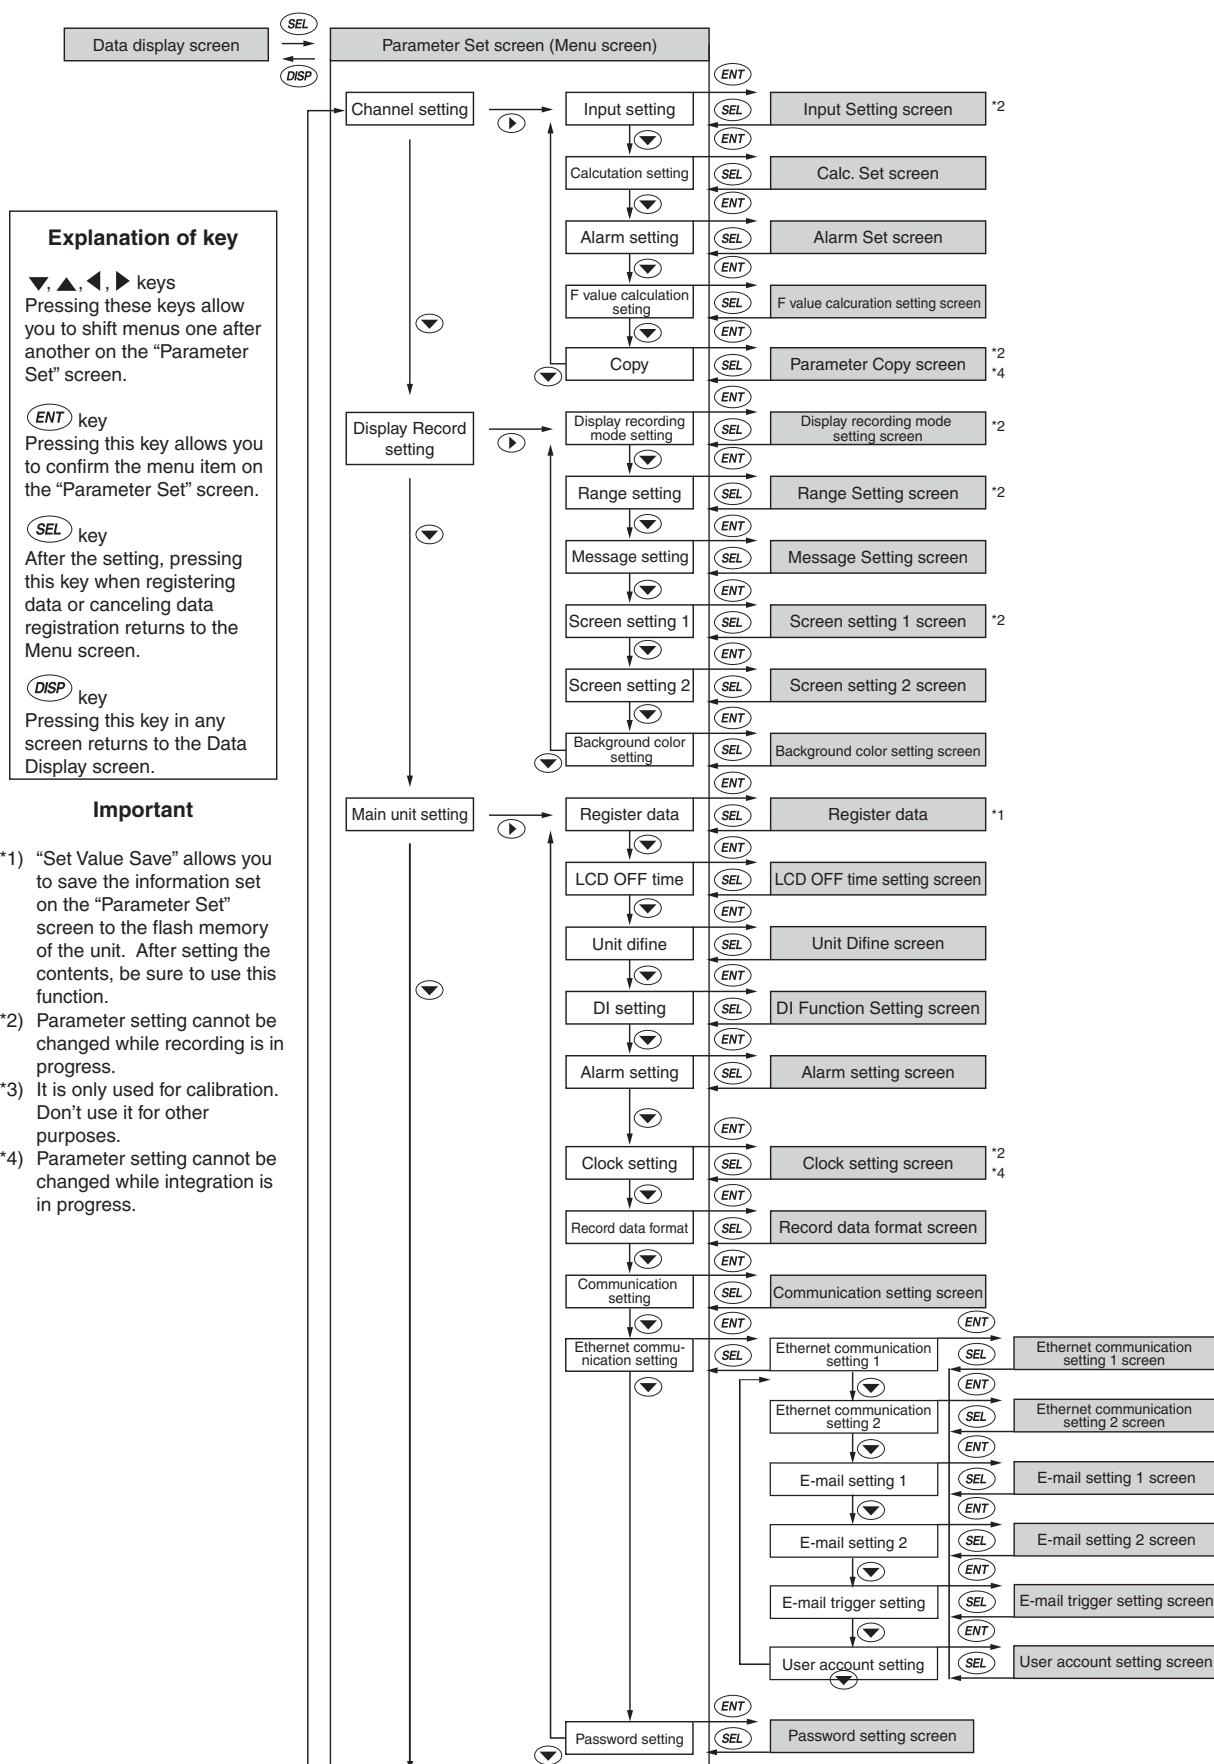 SEL
Data display screen
Parameter Set screen (Menu screen)
DISP
ENT
Channel setting
Input setting
SEL
Input Setting screen
*2
ENT
Calcutation setting
SEL
Calc. Set screen
ENT
Alarm setting
SEL
Alarm Set screen
ENT
F value calculation
seting
SEL
F value calcuration setting screen
ENT
Copy
SEL
Parameter Copy screen
*2
*4
ENT
Display Record
setting
Display recording
mode setting
SEL
Display recording mode
setting screen
*2
ENT
Range setting
SEL
Range Setting screen
*2
ENT
Message setting
SEL
Message Setting screen
ENT
Screen setting 1
SEL
Screen setting 1 screen
*2
ENT
Screen setting 2
SEL
Screen setting 2 screen
ENT
Background color
setting
SEL
Background color setting screen
ENT
Main unit setting
Register data
SEL
Register data
*1
ENT
LCD OFF time
SEL
LCD OFF time setting screen
ENT
Unit difine
SEL
Unit Difine screen
ENT
DI setting
SEL
DI Function Setting screen
ENT
Alarm setting
SEL
Alarm setting screen
ENT
Clock setting
SEL
Clock setting screen
*2
*4
ENT
Record data format
SEL
Record data format screen
ENT
Communication
setting
SEL
Communication setting screen
ENT
Ethernet commu-
nication setting
SEL
Ethernet communication
setting 1
ENT
SEL
Ethernet communication
setting 1 screen
ENT
Ethernet communication
setting 2
SEL
Ethernet communication
setting 2 screen
ENT
E-mail setting 1
SEL
E-mail setting 1 screen
ENT
E-mail setting 2
SEL
E-mail setting 2 screen
ENT
E-mail trigger setting
SEL
E-mail trigger setting screen
ENT
User account setting
SEL
User account setting screen
ENT
Password setting
SEL
Password setting screen
Explanation of key
▼, ▲, ◀, ▶ keys
Pressing these keys allow
you to shift menus one after
another on the “Parameter
Set” screen.
ENT key
Pressing this key allows you
to confirm the menu item on
the “Parameter Set” screen.
SEL key
After the setting, pressing
this key when registering
data or canceling data
registration returns to the
Menu screen.
DISP key
Pressing this key in any
screen returns to the Data
Display screen.
Important
*1) “Set Value Save” allows you
to save the information set
on the “Parameter Set”
screen to the flash memory
of the unit. After setting the
contents, be sure to use this
function.
*2) Parameter setting cannot be
changed while recording is in
progress.
*3) It is only used for calibration.
Don’t use it for other
purposes.
*4) Parameter setting cannot be
changed while integration is
in progress.